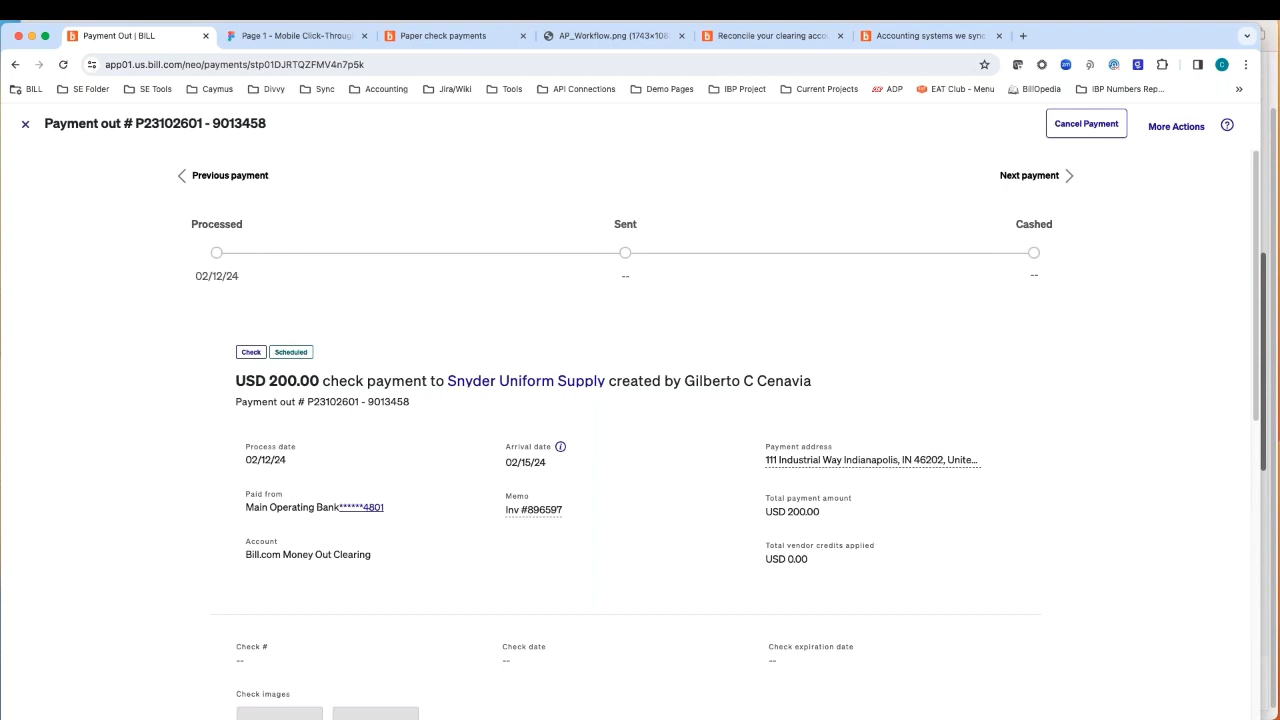 Payment Out | BILL
Page 1 - Mobile Click-Throug
Paper check payments
AP_Workflow.png (1743×108
Reconcile your clearing acco
Accounting systems we sync
app01.us.bill.com/neo/payments/stp01DJRTQZFMV4n7p5k
BILL SE Folder SE Tools Caymus Divvy Sync Accounting Jira/Wiki Tools API Connections Demo Pages IBP Project Current Projects ADP EAT Club - Menu BillOpedia IBP Numbers Rep...
Payment out # P23102601 - 9013458
Cancel Payment
More Actions
Previous payment
Next payment
Processed Sent Cashed
02/12/24 -- --
Check Scheduled
USD 200.00 check payment to Snyder Uniform Supply created by Gilberto C Cenavia
Payment out # P23102601 - 9013458
Process date
02/12/24
Arrival date
02/15/24
Payment address
111 Industrial Way Indianapolis, IN 46202, Unite...
Paid from
Main Operating Bank******4801
Memo
Inv #896597
Total payment amount
USD 200.00
Account
Bill.com Money Out Clearing
Total vendor credits applied
USD 0.00
Check #
--
Check date
--
Check expiration date
--
Check images